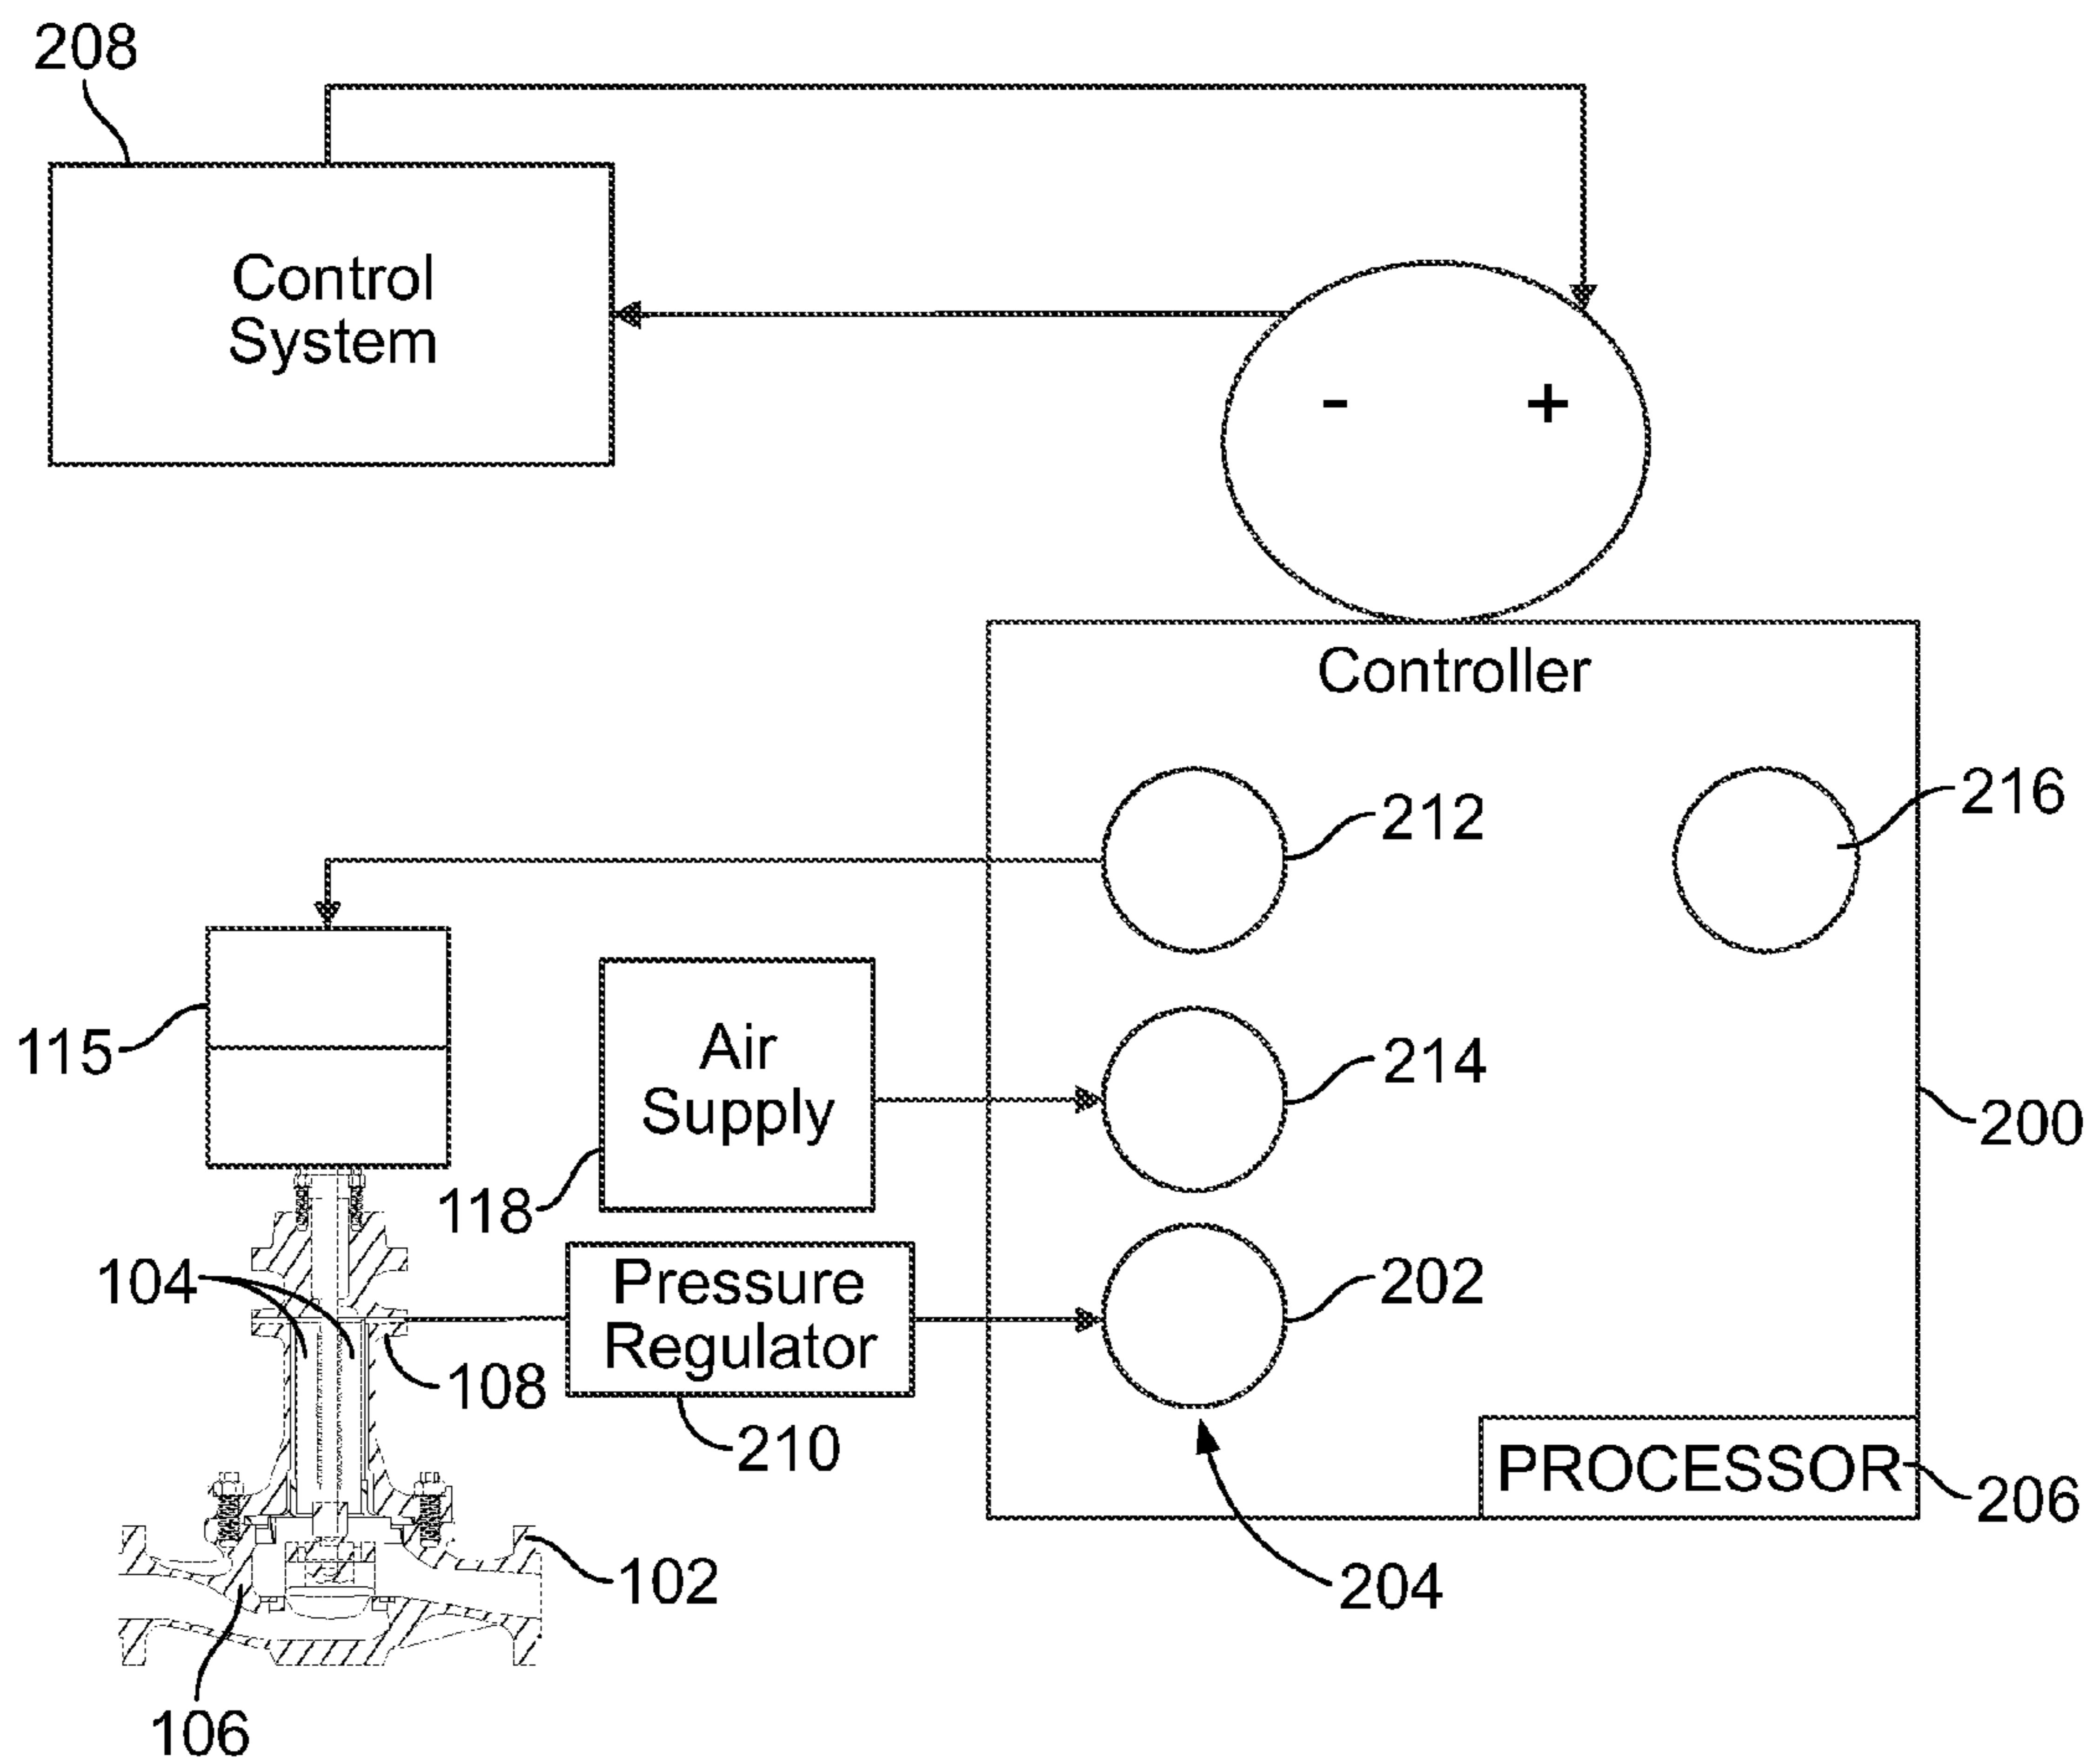 208
Control
System
- +
Controller
212
216
115
Air
Supply
214
200
118
104
Pressure
Regulator
202
108
210
PROCESSOR
206
102
204
106